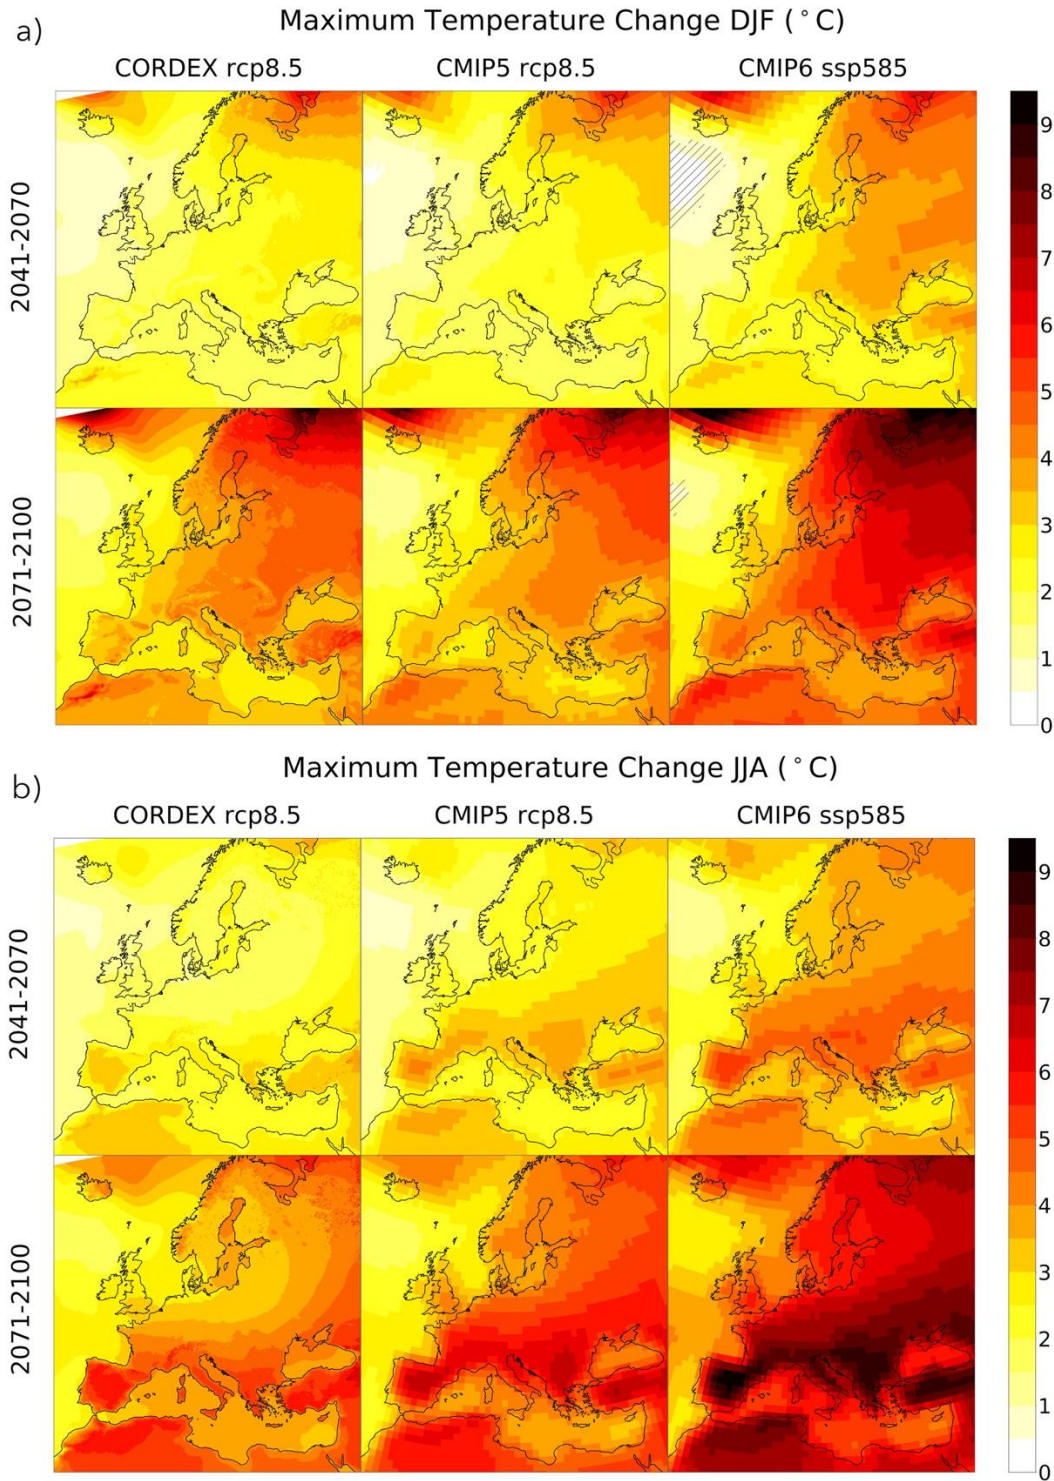 a)
Maximum Temperature Change DJF (°C)
CORDEX rcp8.5
CMIP5 rcp8.5
CMIP6 ssp585
2041-2070
2071-2100
9
8
7
6
5
4
3
2
1
0
b)
Maximum Temperature Change JJA (°C)
CORDEX rcp8.5
CMIP5 rcp8.5
CMIP6 ssp585
2041-2070
2071-2100
9
8
7
6
5
4
3
2
1
0